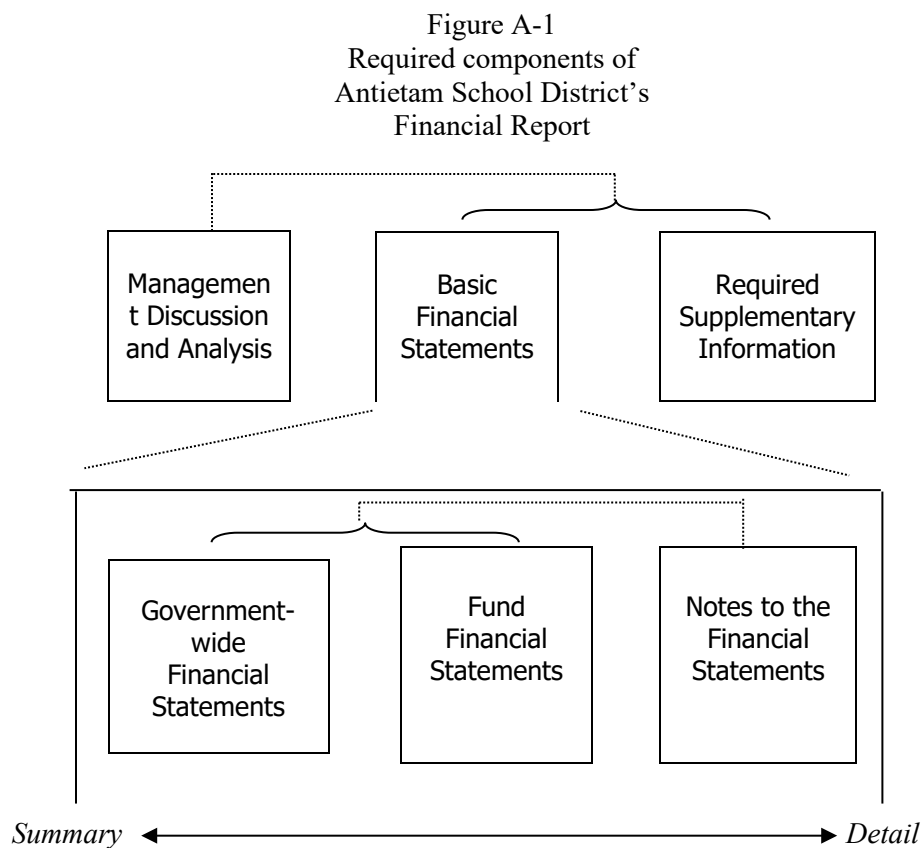 Figure A-1
Required components of
Antietam School District's
Financial Report
Managemen
t Discussion
and Analysis
Basic
Financial
Statements
Required
Supplementary
Information
Government-
wide
Financial
Statements
Fund
Financial
Statements
Notes to the
Financial
Statements
Summary
Detail